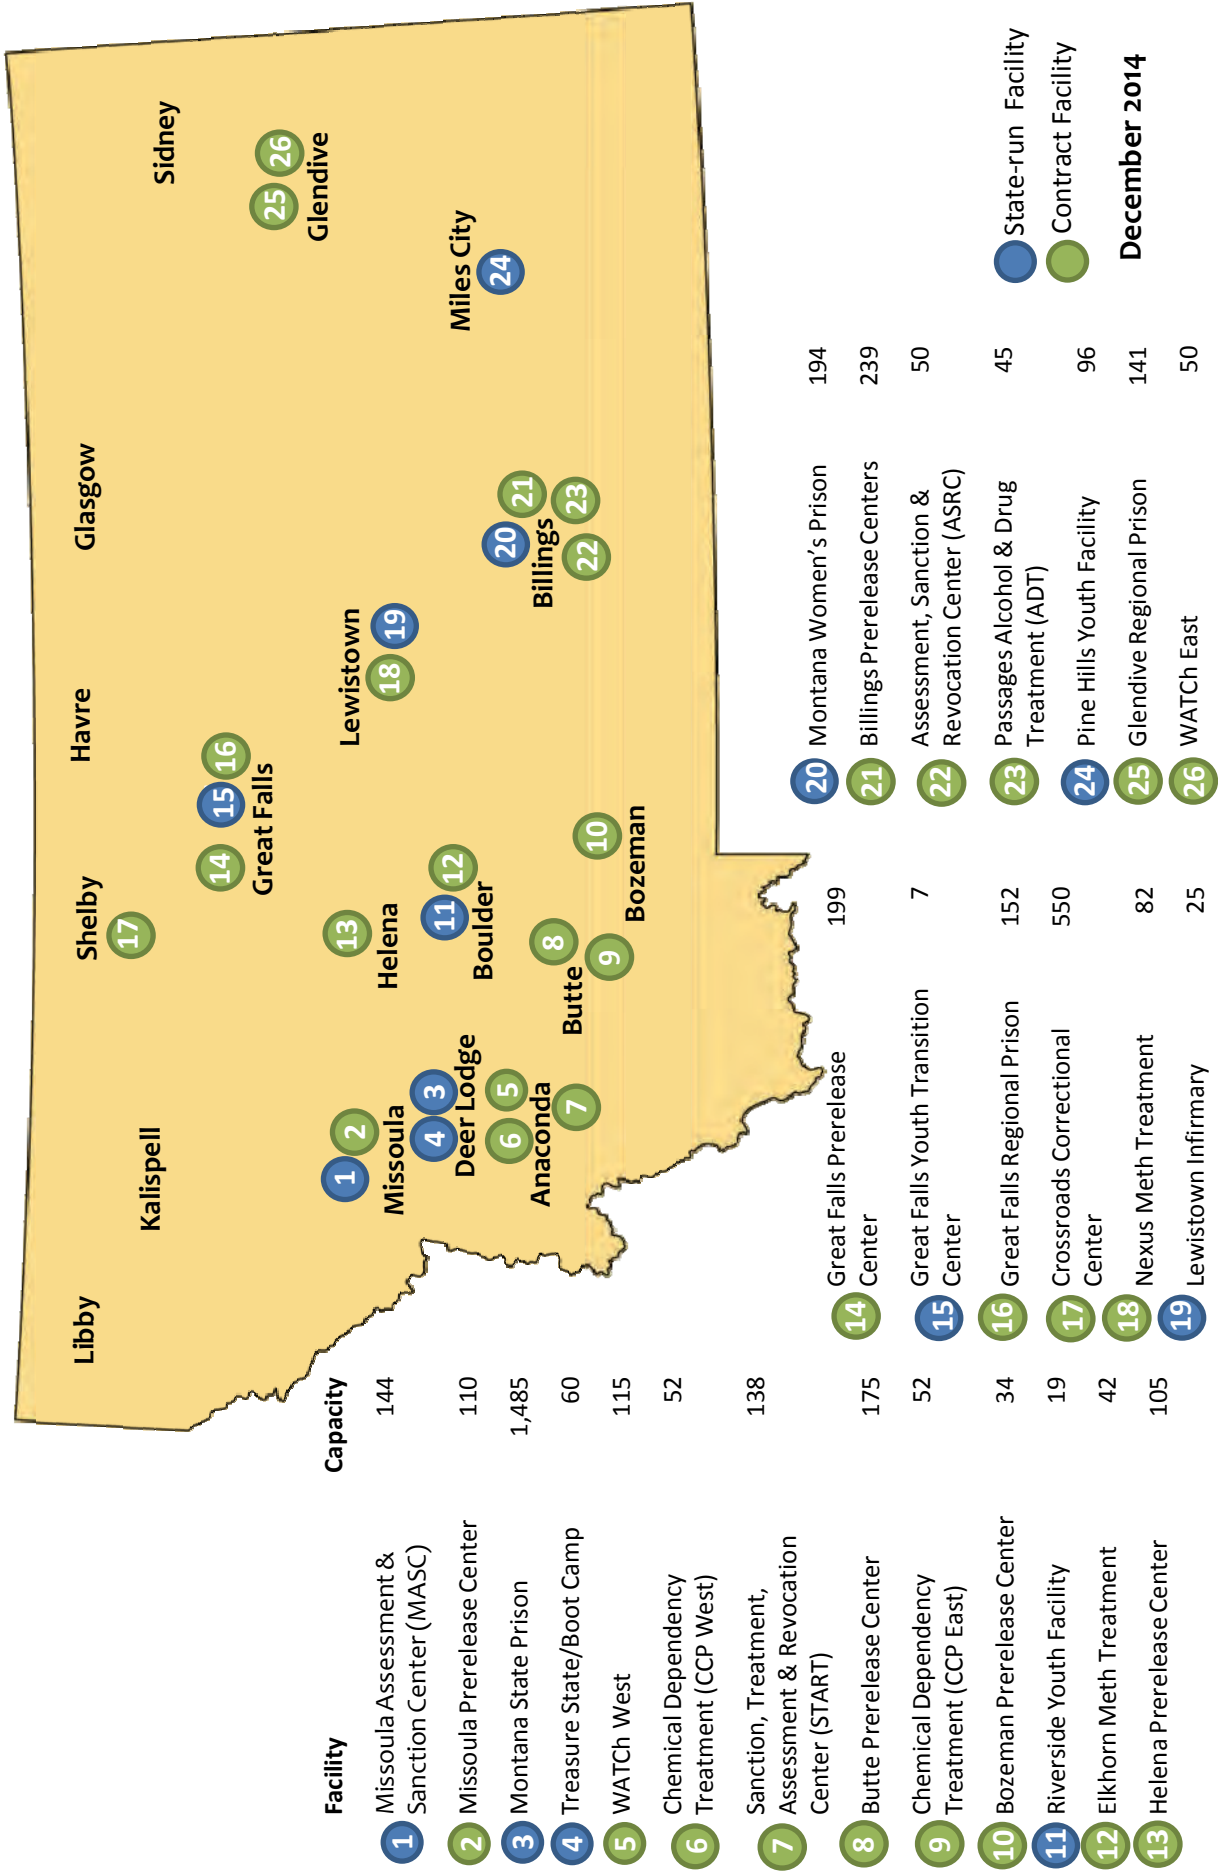 Libby
Kalispell
Shelby
17
Havre
Glasgow
Sidney
14
15
16
Great Falls
25
26
Glendive
1
2
Missoula
13
Helena
Lewistown
18
19
4
3
Deer Lodge
11
12
Boulder
Miles City
24
6
5
Anaconda
7
8
Butte
9
10
Bozeman
20
21
Billings
22
23
Facility
Capacity
1 Missoula Assessment & 144
Sanction Center (MASC)
2 Missoula Prerelease Center 110
3 Montana State Prison 1,485
4 Treasure State/Boot Camp 60
5 WATCh West 115
6 Chemical Dependency 52
Treatment (CCP West)
7 Sanction, Treatment, 138
Assessment & Revocation
Center (START)
8 Butte Prerelease Center 175
9 Chemical Dependency 52
Treatment (CCP East)
10 Bozeman Prerelease Center 34
11 Riverside Youth Facility 19
12 Elkhorn Meth Treatment 42
13 Helena Prerelease Center 105
14 Great Falls Prerelease 199
Center
15 Great Falls Youth Transition 7
Center
16 Great Falls Regional Prison 152
17 Crossroads Correctional 550
Center
18 Nexus Meth Treatment 82
19 Lewistown Infirmary 25
20 Montana Women's Prison 194
21 Billings Prerelease Centers 239
22 Assessment, Sanction & 50
Revocation Center (ASRC)
23 Passages Alcohol & Drug 45
Treatment (ADT)
24 Pine Hills Youth Facility 96
25 Glendive Regional Prison 141
26 WATCh East 50
State-run Facility
Contract Facility
December 2014